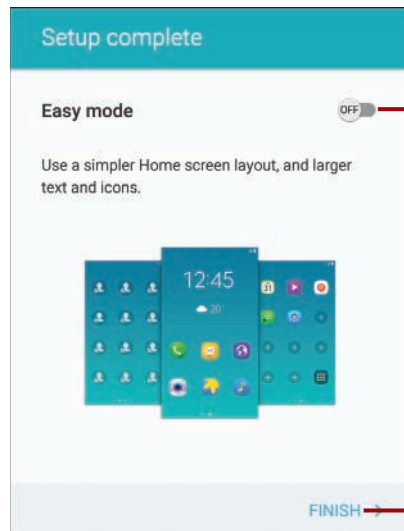 Setup complete
Easy mode
OFF
Use a simpler Home screen layout, and larger
text and icons.
12:45
20°
31
FINISH